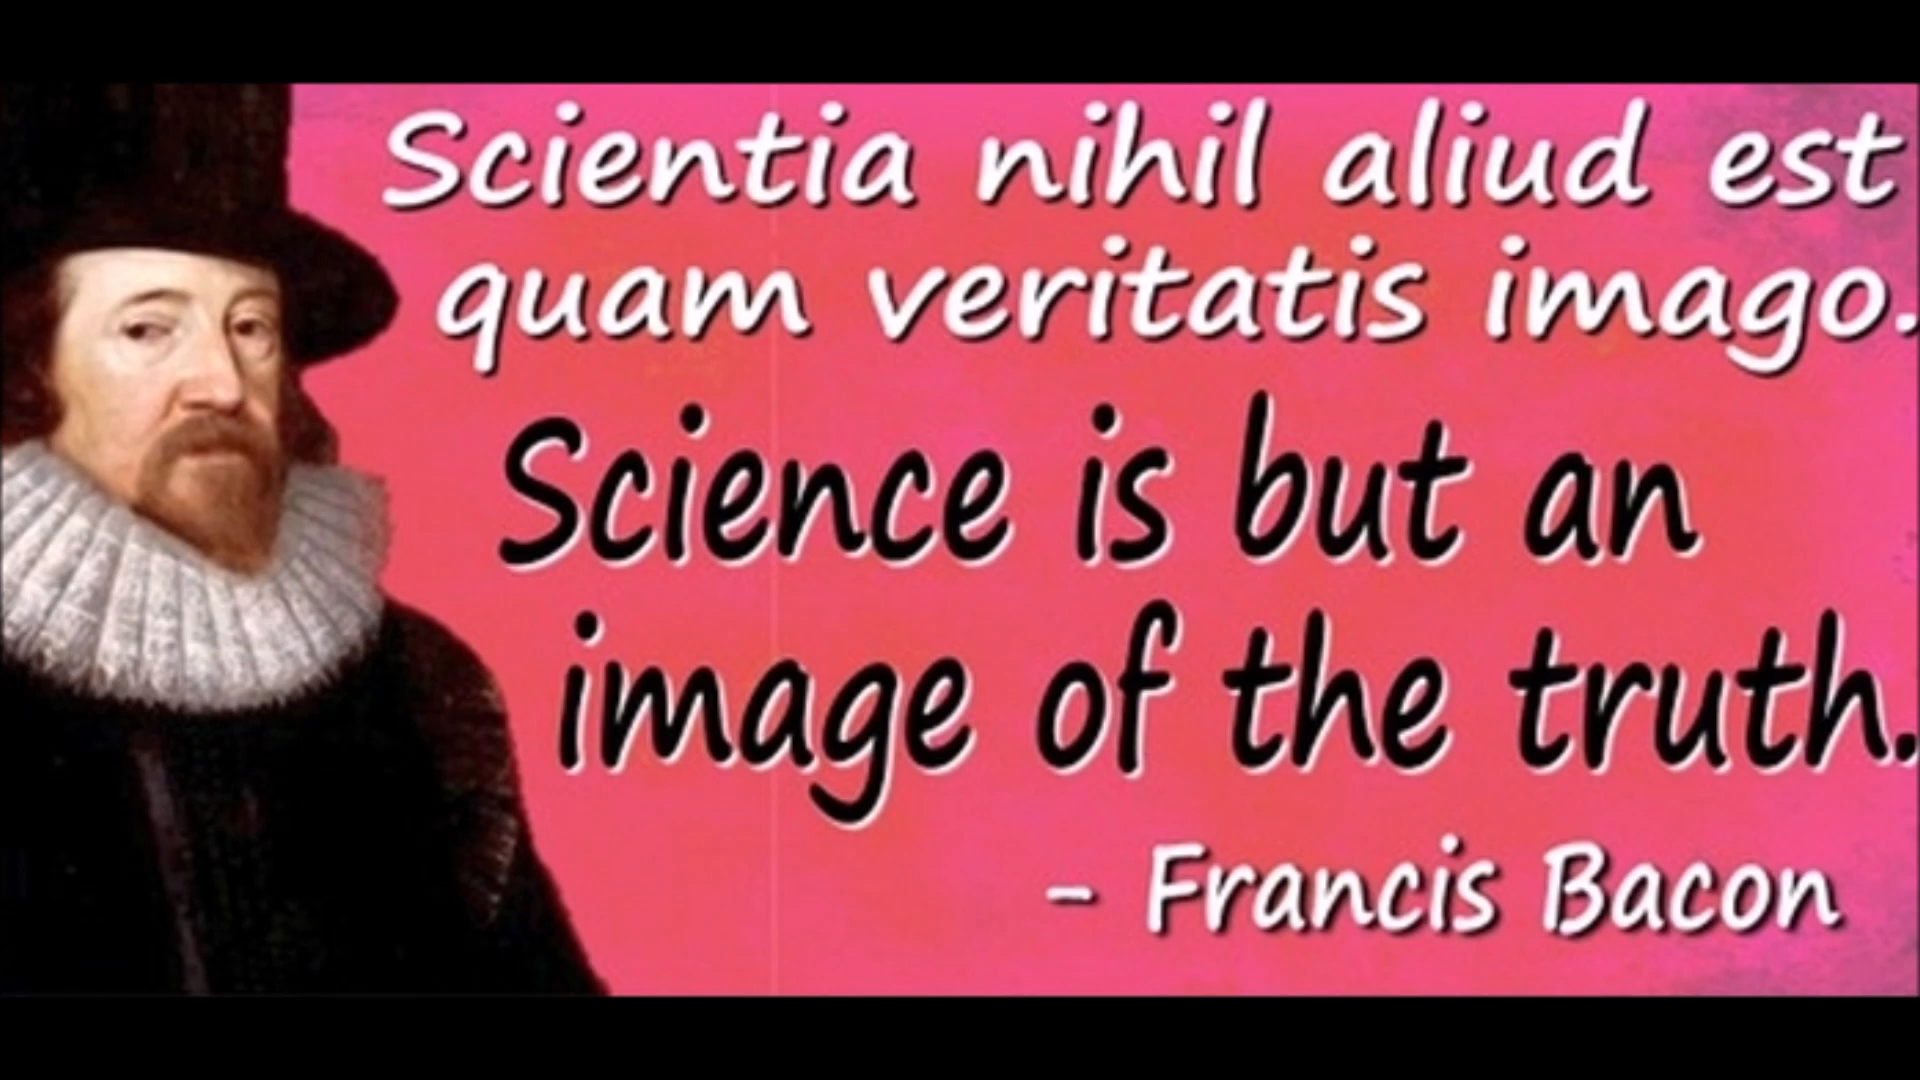 Scientia nihil aliud est
quam veritatis imago.
Science is but an
image of the truth.
- Francis Bacon